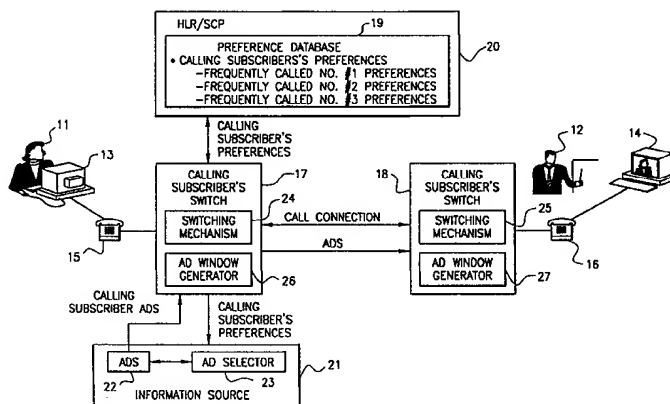 HLR/SCP
19
PREFERENCE DATABASE
• CALLING SUBSCRIBERS'S PREFERENCES
–FREQUENTLY CALLED NO. #1 PREFERENCES
–FREQUENTLY CALLED NO. #2 PREFERENCES
–FREQUENTLY CALLED NO. #3 PREFERENCES
20
11
13
CALLING
SUBSCRIBER'S
PREFERENCES
12
14
17
CALLING
SUBSCRIBER'S
SWITCH
24
SWITCHING
MECHANISM
AD WINDOW
GENERATOR
26
15
CALL CONNECTION
ADS
18
CALLING
SUBSCRIBER'S
SWITCH
25
SWITCHING
MECHANISM
AD WINDOW
GENERATOR
27
16
CALLING
SUBSCRIBER ADS
CALLING
SUBSCRIBER'S
PREFERENCES
21
ADS
AD SELECTOR
22
23
INFORMATION SOURCE